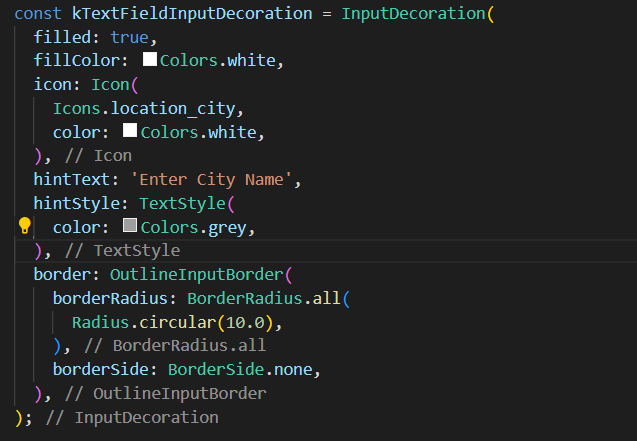 const kTextFieldInputDecoration = InputDecoration(
  filled: true,
  fillColor: Colors.white,
  icon: Icon(
    Icons.location_city,
    color: Colors.white,
  ), // Icon
  hintText: 'Enter City Name',
  hintStyle: TextStyle(
    color: Colors.grey,
  ), // TextStyle
  border: OutlineInputBorder(
    borderRadius: BorderRadius.all(
      Radius.circular(10.0),
    ), // BorderRadius.all
    borderSide: BorderSide.none,
  ), // OutlineInputBorder
); // InputDecoration